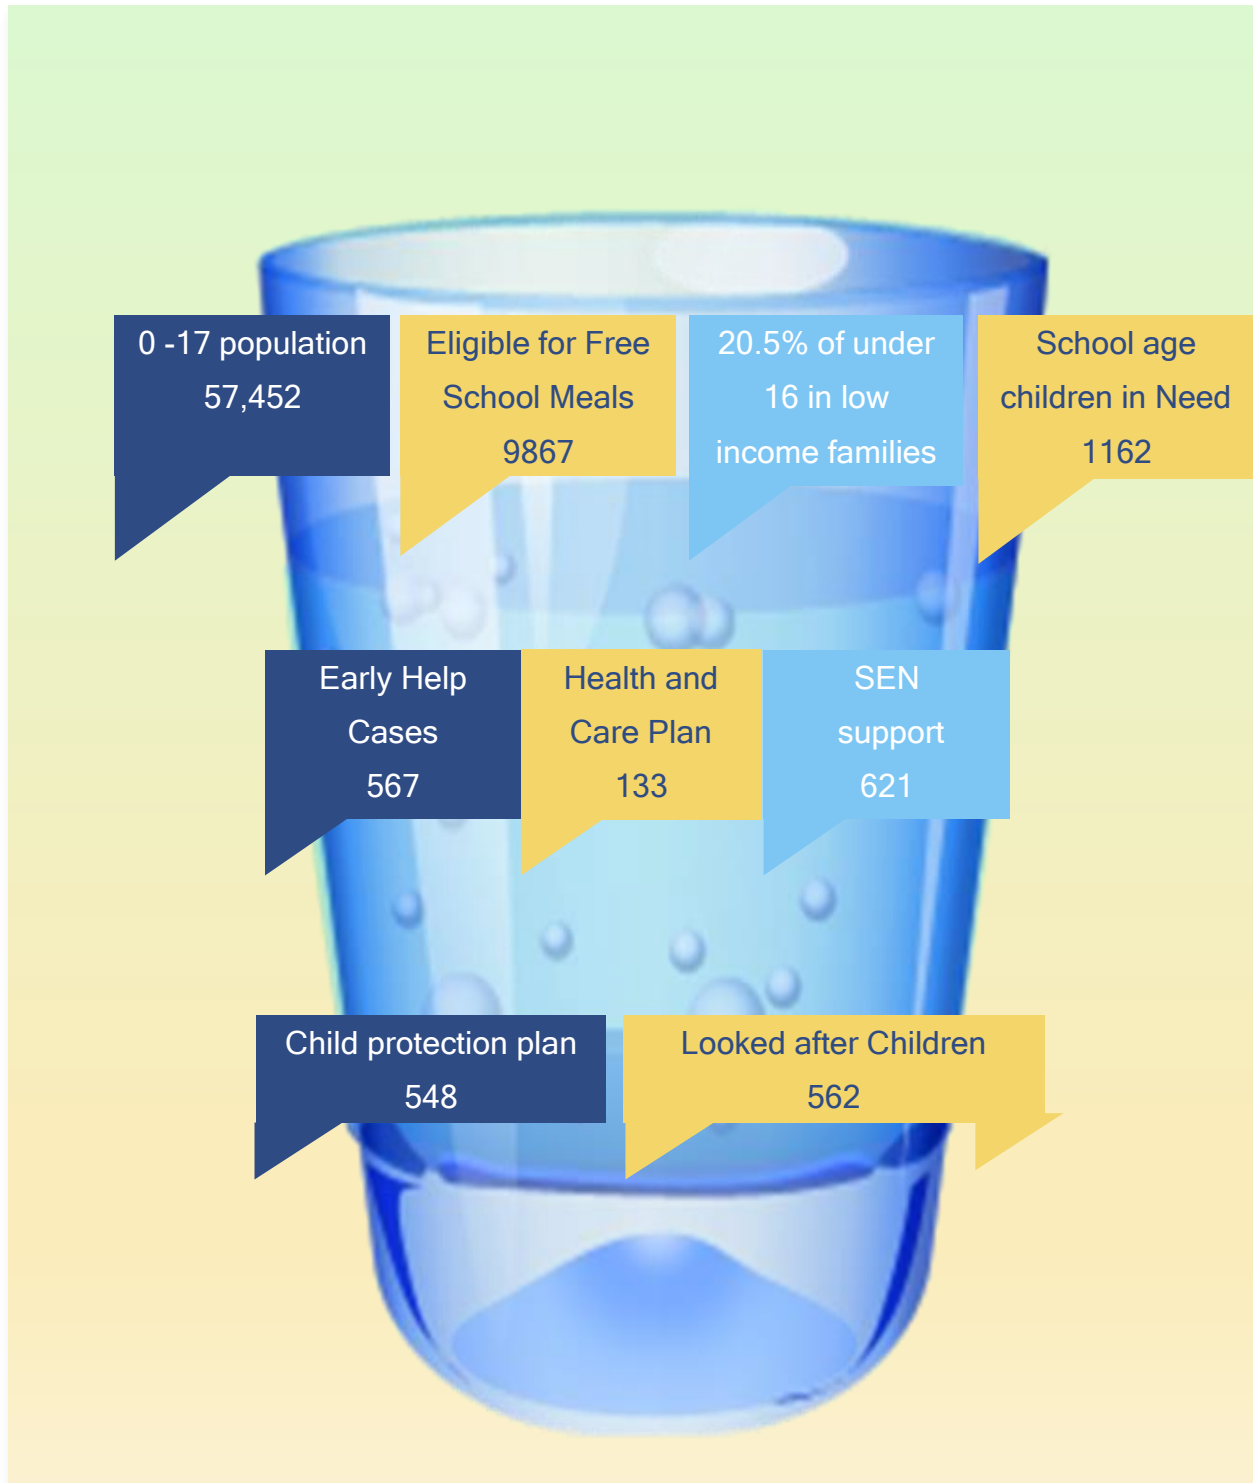 0 -17 population
57,452
Eligible for Free
School Meals
9867
20.5% of under
16 in low
income families
School age
children in Need
1162
Early Help
Cases
567
Health and
Care Plan
133
SEN
support
621
Child protection plan
548
Looked after Children
562